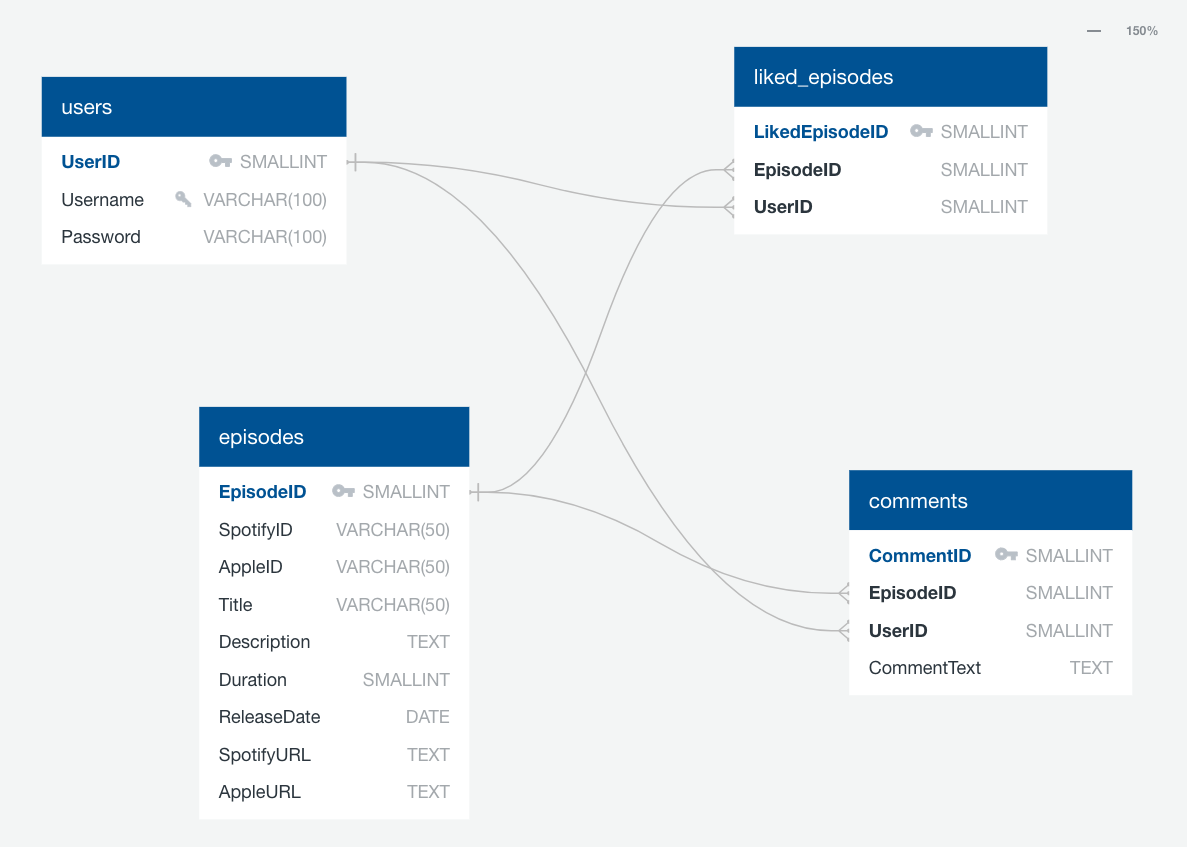 150%
users
UserID SMALLINT
Username VARCHAR(100)
Password VARCHAR(100)
liked_episodes
LikedEpisodeID SMALLINT
EpisodeID SMALLINT
UserID SMALLINT
episodes
EpisodeID SMALLINT
SpotifyID VARCHAR(50)
AppleID VARCHAR(50)
Title VARCHAR(50)
Description TEXT
Duration SMALLINT
ReleaseDate DATE
SpotifyURL TEXT
AppleURL TEXT
comments
CommentID SMALLINT
EpisodeID SMALLINT
UserID SMALLINT
CommentText TEXT